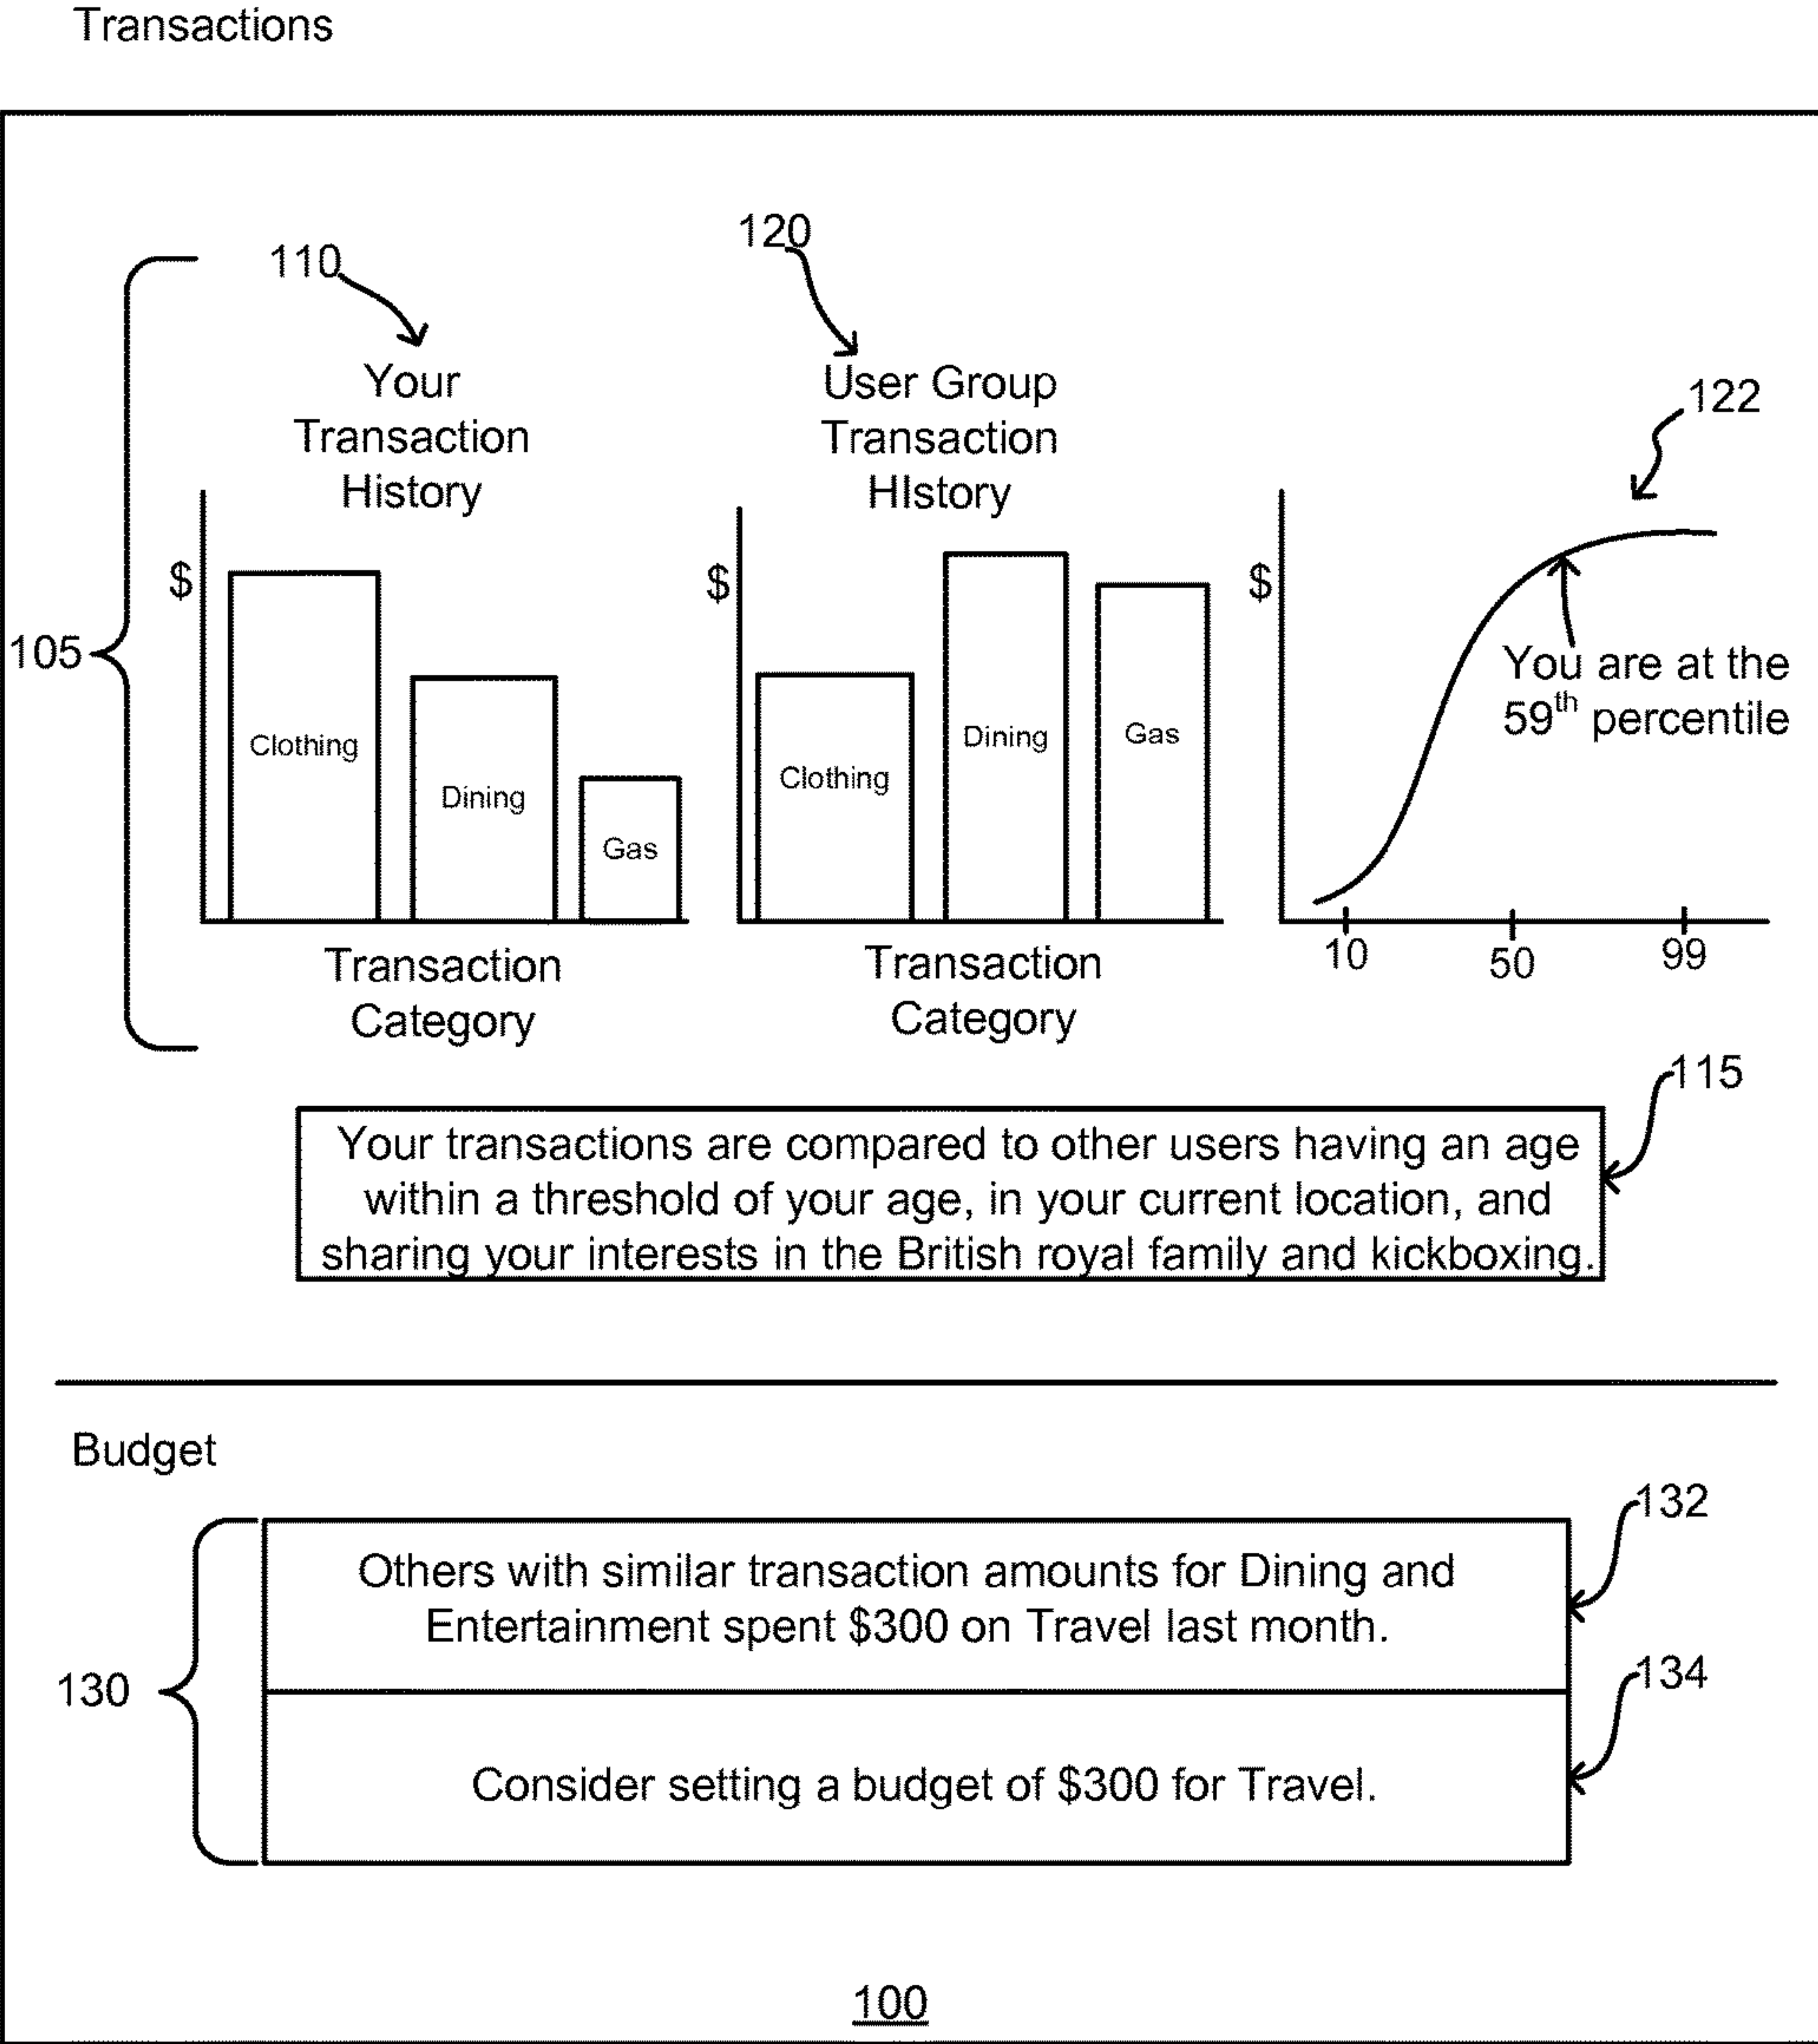 Transactions
110
120
122
105
Your
Transaction
History
$
Clothing
Dining
Gas
Transaction
Category
User Group
Transaction
HIstory
$
Clothing
Dining
Gas
Transaction
Category
$
You are at the
59th percentile
10
50
99
115
Your transactions are compared to other users having an age
within a threshold of your age, in your current location, and
sharing your interests in the British royal family and kickboxing.
Budget
130
132
Others with similar transaction amounts for Dining and
Entertainment spent $300 on Travel last month.
134
Consider setting a budget of $300 for Travel.
100